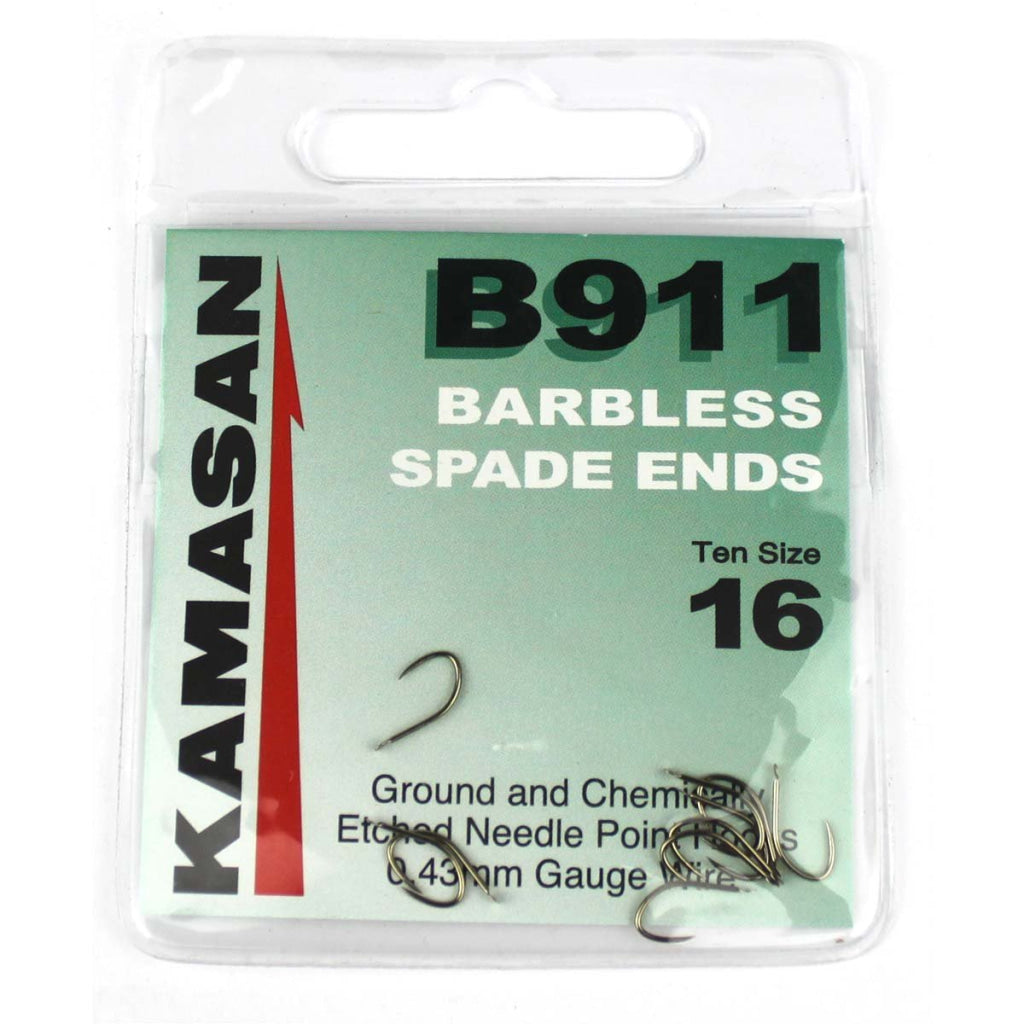 KAMASAN
B911
BARBLESS
SPADE ENDS
Ten Size
16
Ground and Chemically
Etched Needle Point Hooks
0.43mm Gauge Wire